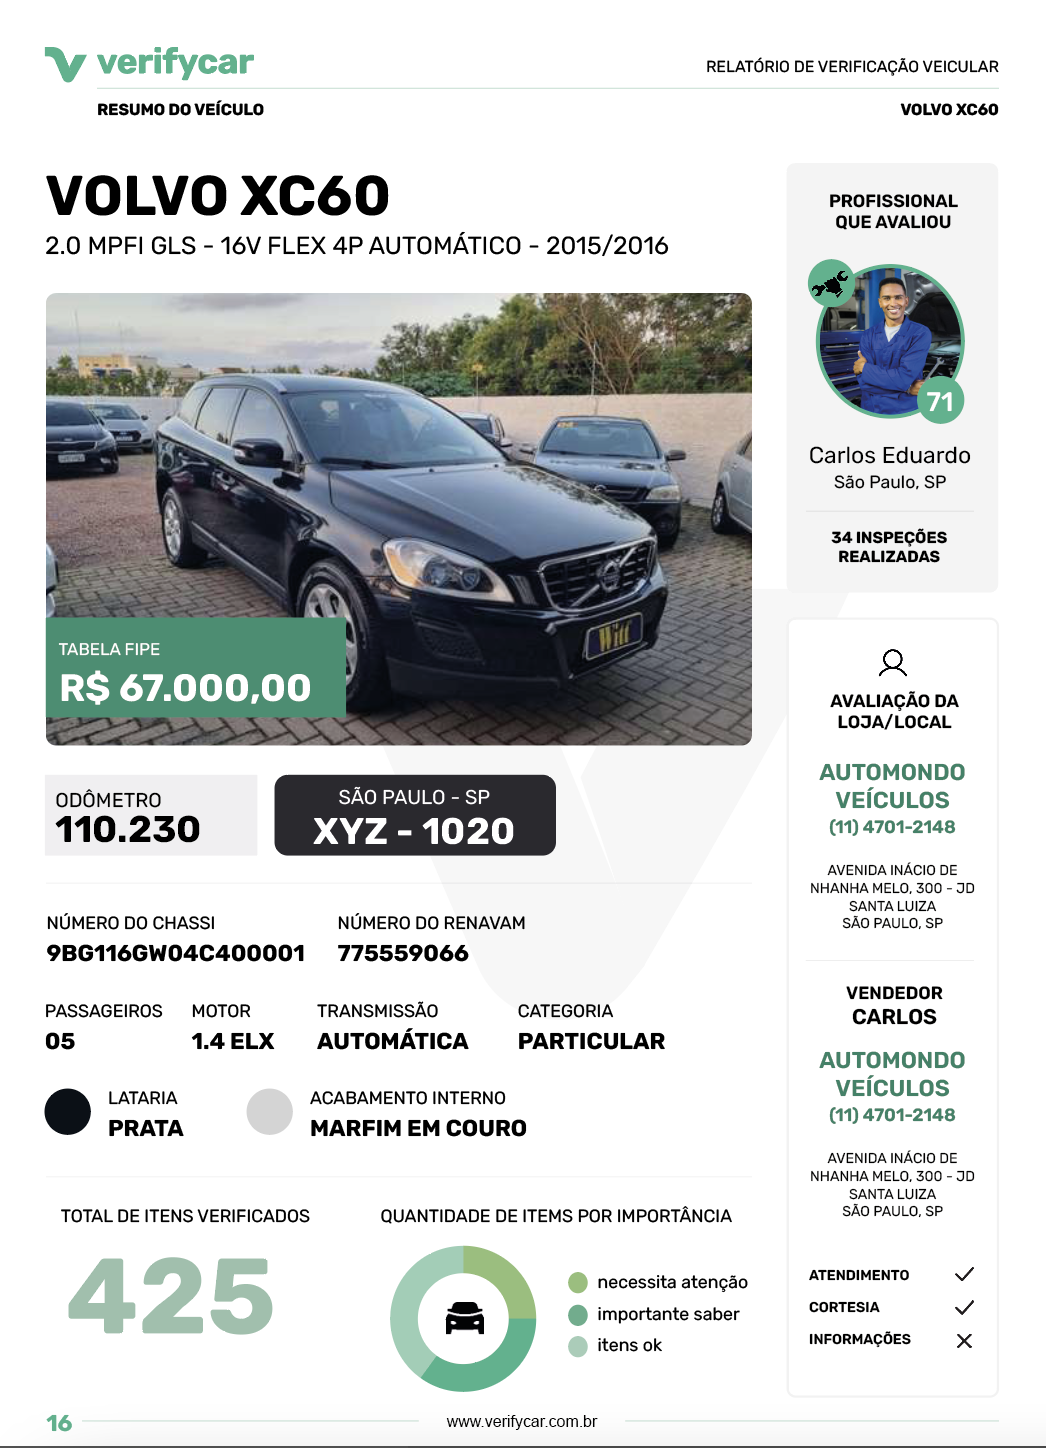 verifycar
RELATÓRIO DE VERIFICAÇÃO VEICULAR
RESUMO DO VEÍCULO
VOLVO XC60
VOLVO XC60
2.0 MPFI GLS - 16V FLEX 4P AUTOMÁTICO - 2015/2016
Witt
TABELA FIPE
R$ 67.000,00
ODÔMETRO
110.230
SÃO PAULO - SP
XYZ - 1020
NÚMERO DO CHASSI
9BG116GW04C400001
NÚMERO DO RENAVAM
775559066
PASSAGEIROS
05
MOTOR
1.4 ELX
TRANSMISSÃO
AUTOMÁTICA
CATEGORIA
PARTICULAR
LATARIA
PRATA
ACABAMENTO INTERNO
MARFIM EM COURO
TOTAL DE ITENS VERIFICADOS
425
QUANTIDADE DE ITEMS POR IMPORTÂNCIA
necessita atenção
importante saber
itens ok
PROFISSIONAL
QUE AVALIOU
71
Carlos Eduardo
São Paulo, SP
34 INSPEÇÕES
REALIZADAS
AVALIAÇÃO DA
LOJA/LOCAL
AUTOMONDO
VEÍCULOS
(11) 4701-2148
AVENIDA INÁCIO DE
NHANHA MELO, 300 - JD
SANTA LUIZA
SÃO PAULO, SP
VENDEDOR
CARLOS
AUTOMONDO
VEÍCULOS
(11) 4701-2148
AVENIDA INÁCIO DE
NHANHA MELO, 300 - JD
SANTA LUIZA
SÃO PAULO, SP
ATENDIMENTO
CORTESIA
INFORMAÇÕES
16
www.verifycar.com.br